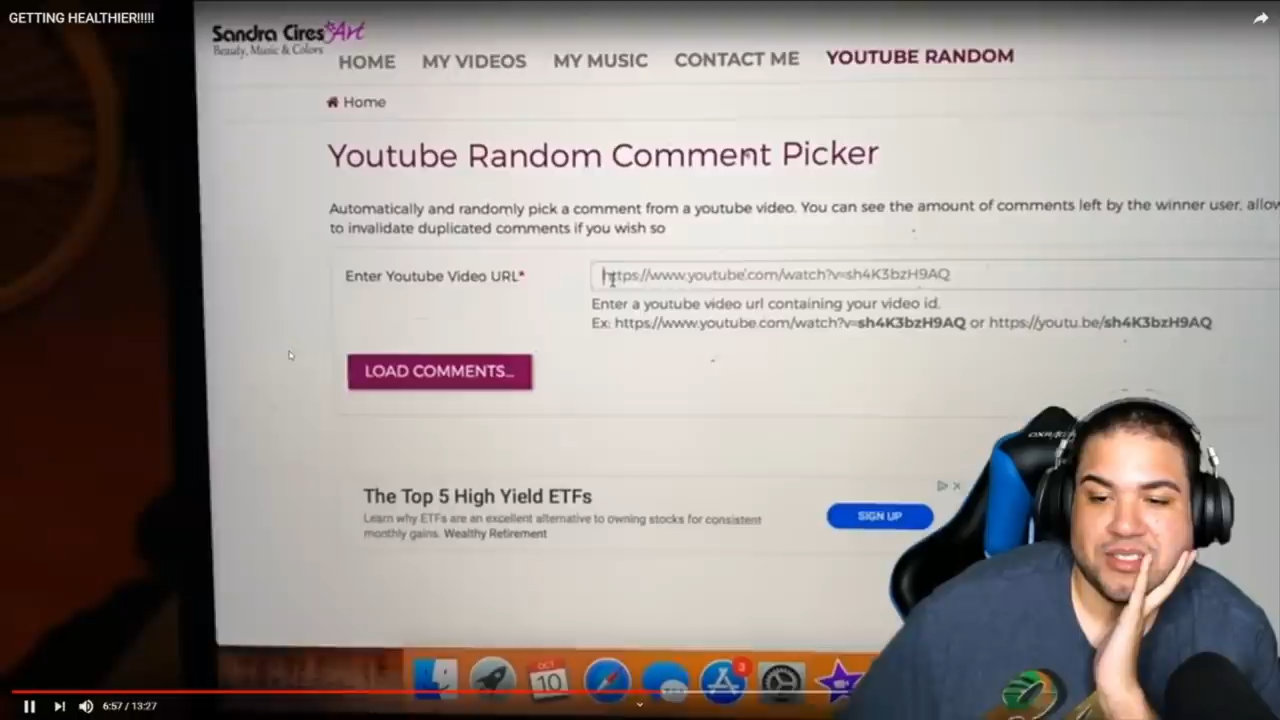 GETTING HEALTHIER!!!!!
Sandra Cires Art
Beauty, Music & Colors
HOME MY VIDEOS MY MUSIC CONTACT ME YOUTUBE RANDOM
Home
Youtube Random Comment Picker
Automatically and randomly pick a comment from a youtube video. You can see the amount of comments left by the winner user, allow
to invalidate duplicated comments if you wish so
Enter Youtube Video URL*
https://www.youtube.com/watch?v=sh4K3bzH9AQ
Enter a youtube video url containing your video id.
Ex: https://www.youtube.com/watch?v=sh4K3bzH9AQ or https://youtu.be/sh4K3bzH9AQ
LOAD COMMENTS...
The Top 5 High Yield ETFs
Learn why ETFs are an excellent alternative to owning stocks for consistent
monthly gains. Wealthy Retirement
SIGN UP
OCT
10
3
6:57 / 13:27